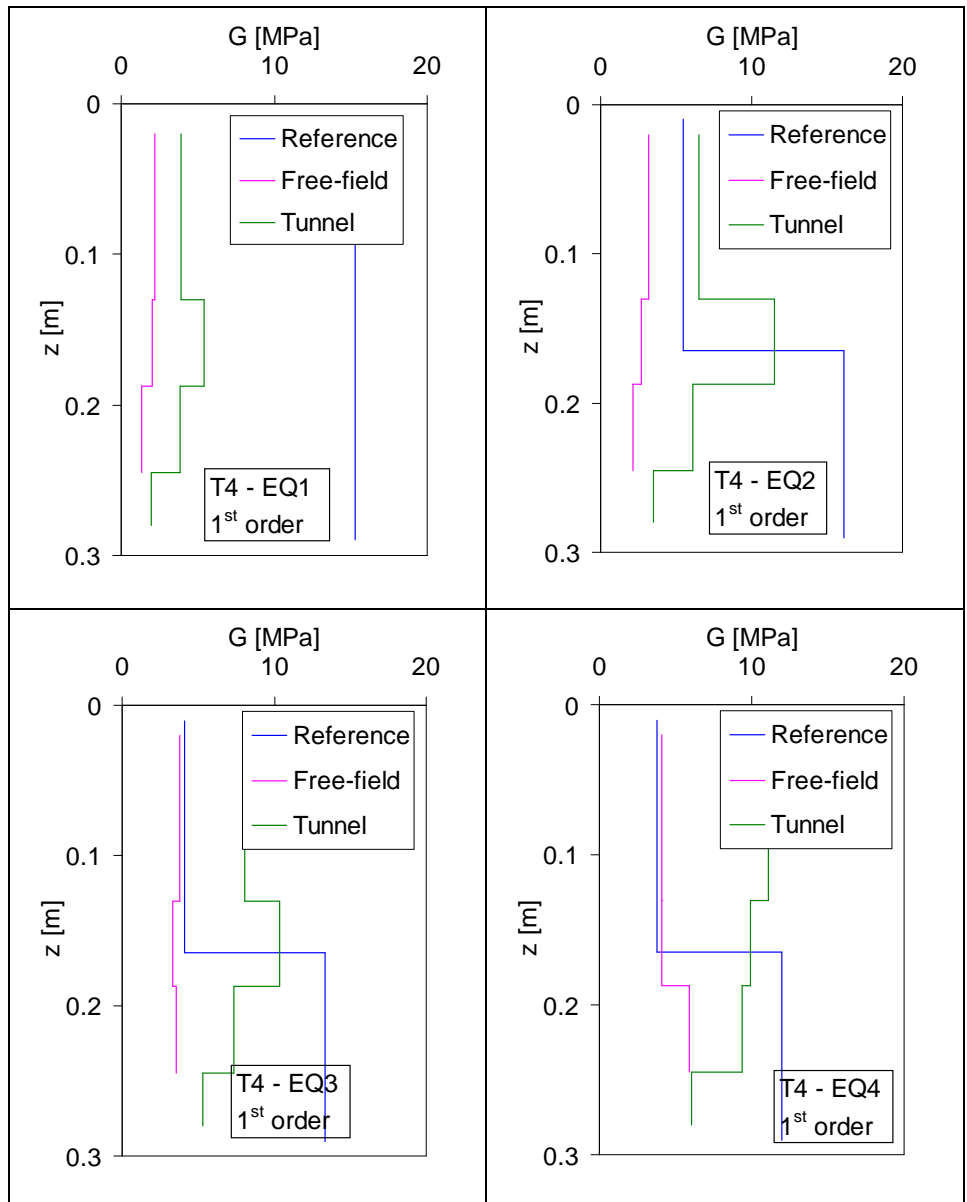 G [MPa]
0 10 20
0
0.1
0.2
0.3
z [m]
Reference
Free-field
Tunnel
T4 - EQ1
1st order
G [MPa]
0 10 20
0
0.1
0.2
0.3
z [m]
Reference
Free-field
Tunnel
T4 - EQ2
1st order
G [MPa]
0 10 20
0
0.1
0.2
0.3
z [m]
Reference
Free-field
Tunnel
T4 - EQ3
1st order
G [MPa]
0 10 20
0
0.1
0.2
0.3
z [m]
Reference
Free-field
Tunnel
T4 - EQ4
1st order